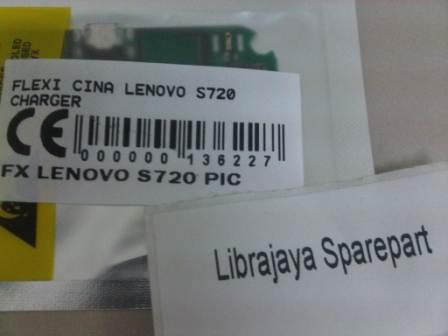 FLEXI CINA LENOVO S720
CHARGER
CE
000000 136227
FX LENOVO S720 PIC
Librajaya Sparepart